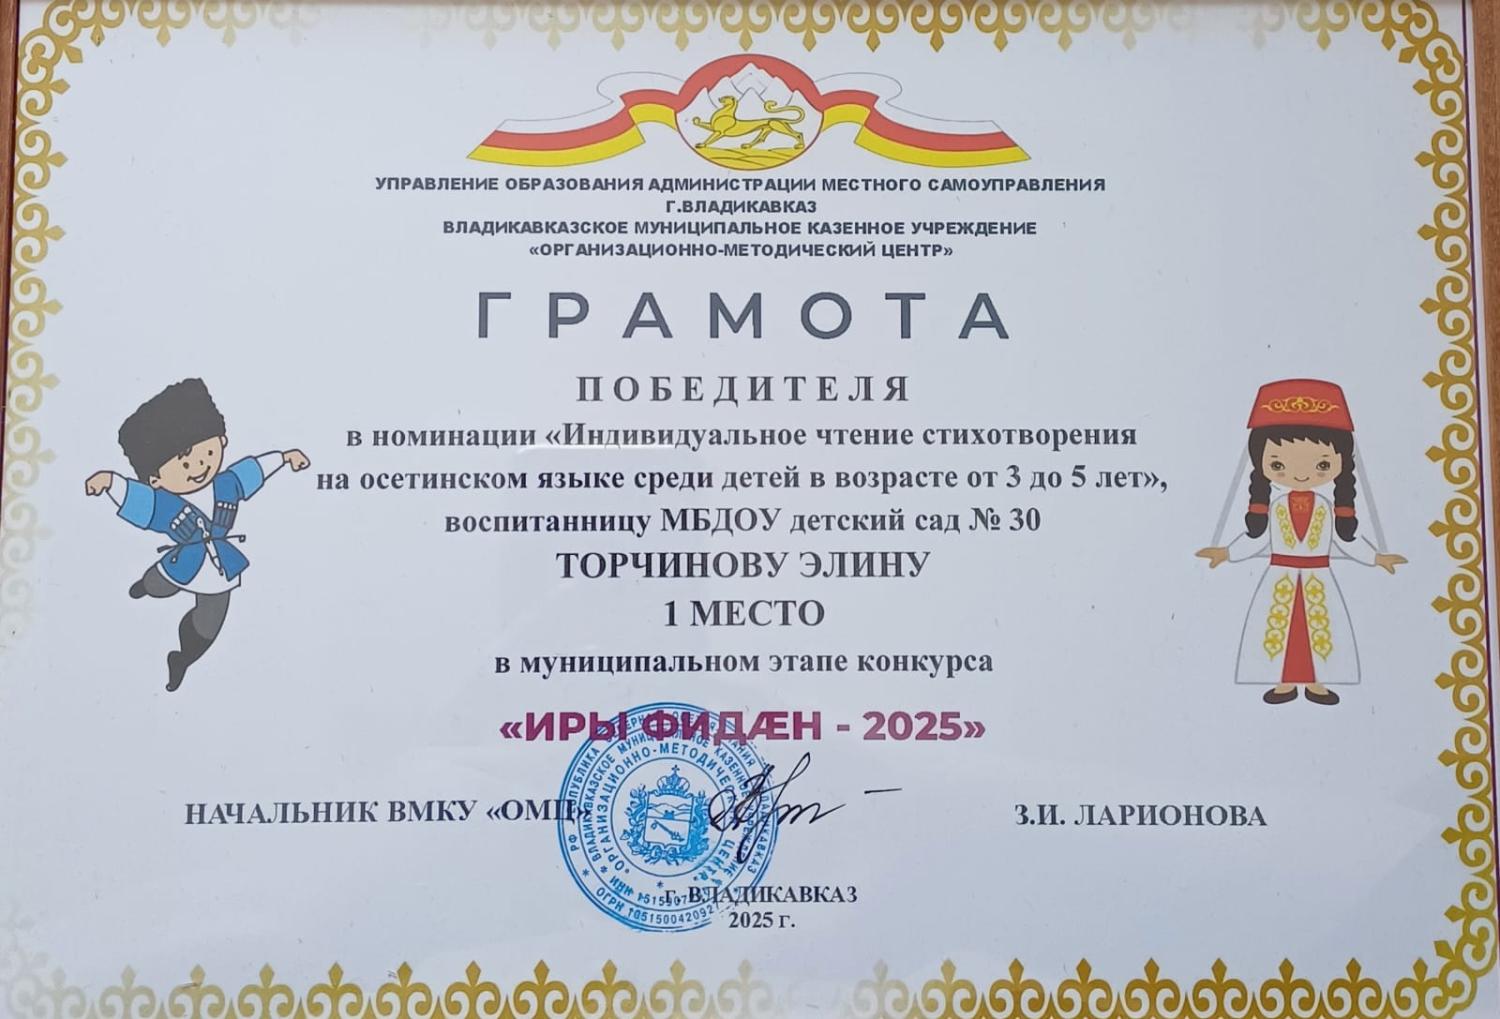 УПРАВЛЕНИЕ ОБРАЗОВАНИЯ АДМИНИСТРАЦИИ МЕСТНОГО САМОУПРАВЛЕНИЯ
Г.ВЛАДИКАВКАЗ
ВЛАДИКАВКАЗСКОЕ МУНИЦИПАЛЬНОЕ КАЗЕННОЕ УЧРЕЖДЕНИЕ
«ОРГАНИЗАЦИОННО-МЕТОДИЧЕСКИЙ ЦЕНТР»
ГРАМОТА
ПОБЕДИТЕЛЯ
в номинации «Индивидуальное чтение стихотворения
на осетинском языке среди детей в возрасте от 3 до 5 лет»,
воспитанницу МБДОУ детский сад № 30
ТОРЧИНОВУ ЭЛИНУ
1 МЕСТО
в муниципальном этапе конкурса
«ИРЫ ФИДÆН - 2025»
НАЧАЛЬНИК ВМКУ «ОМЦ» З.И. ЛАРИОНОВА
г. ВЛАДИКАВКАЗ
2025 г.